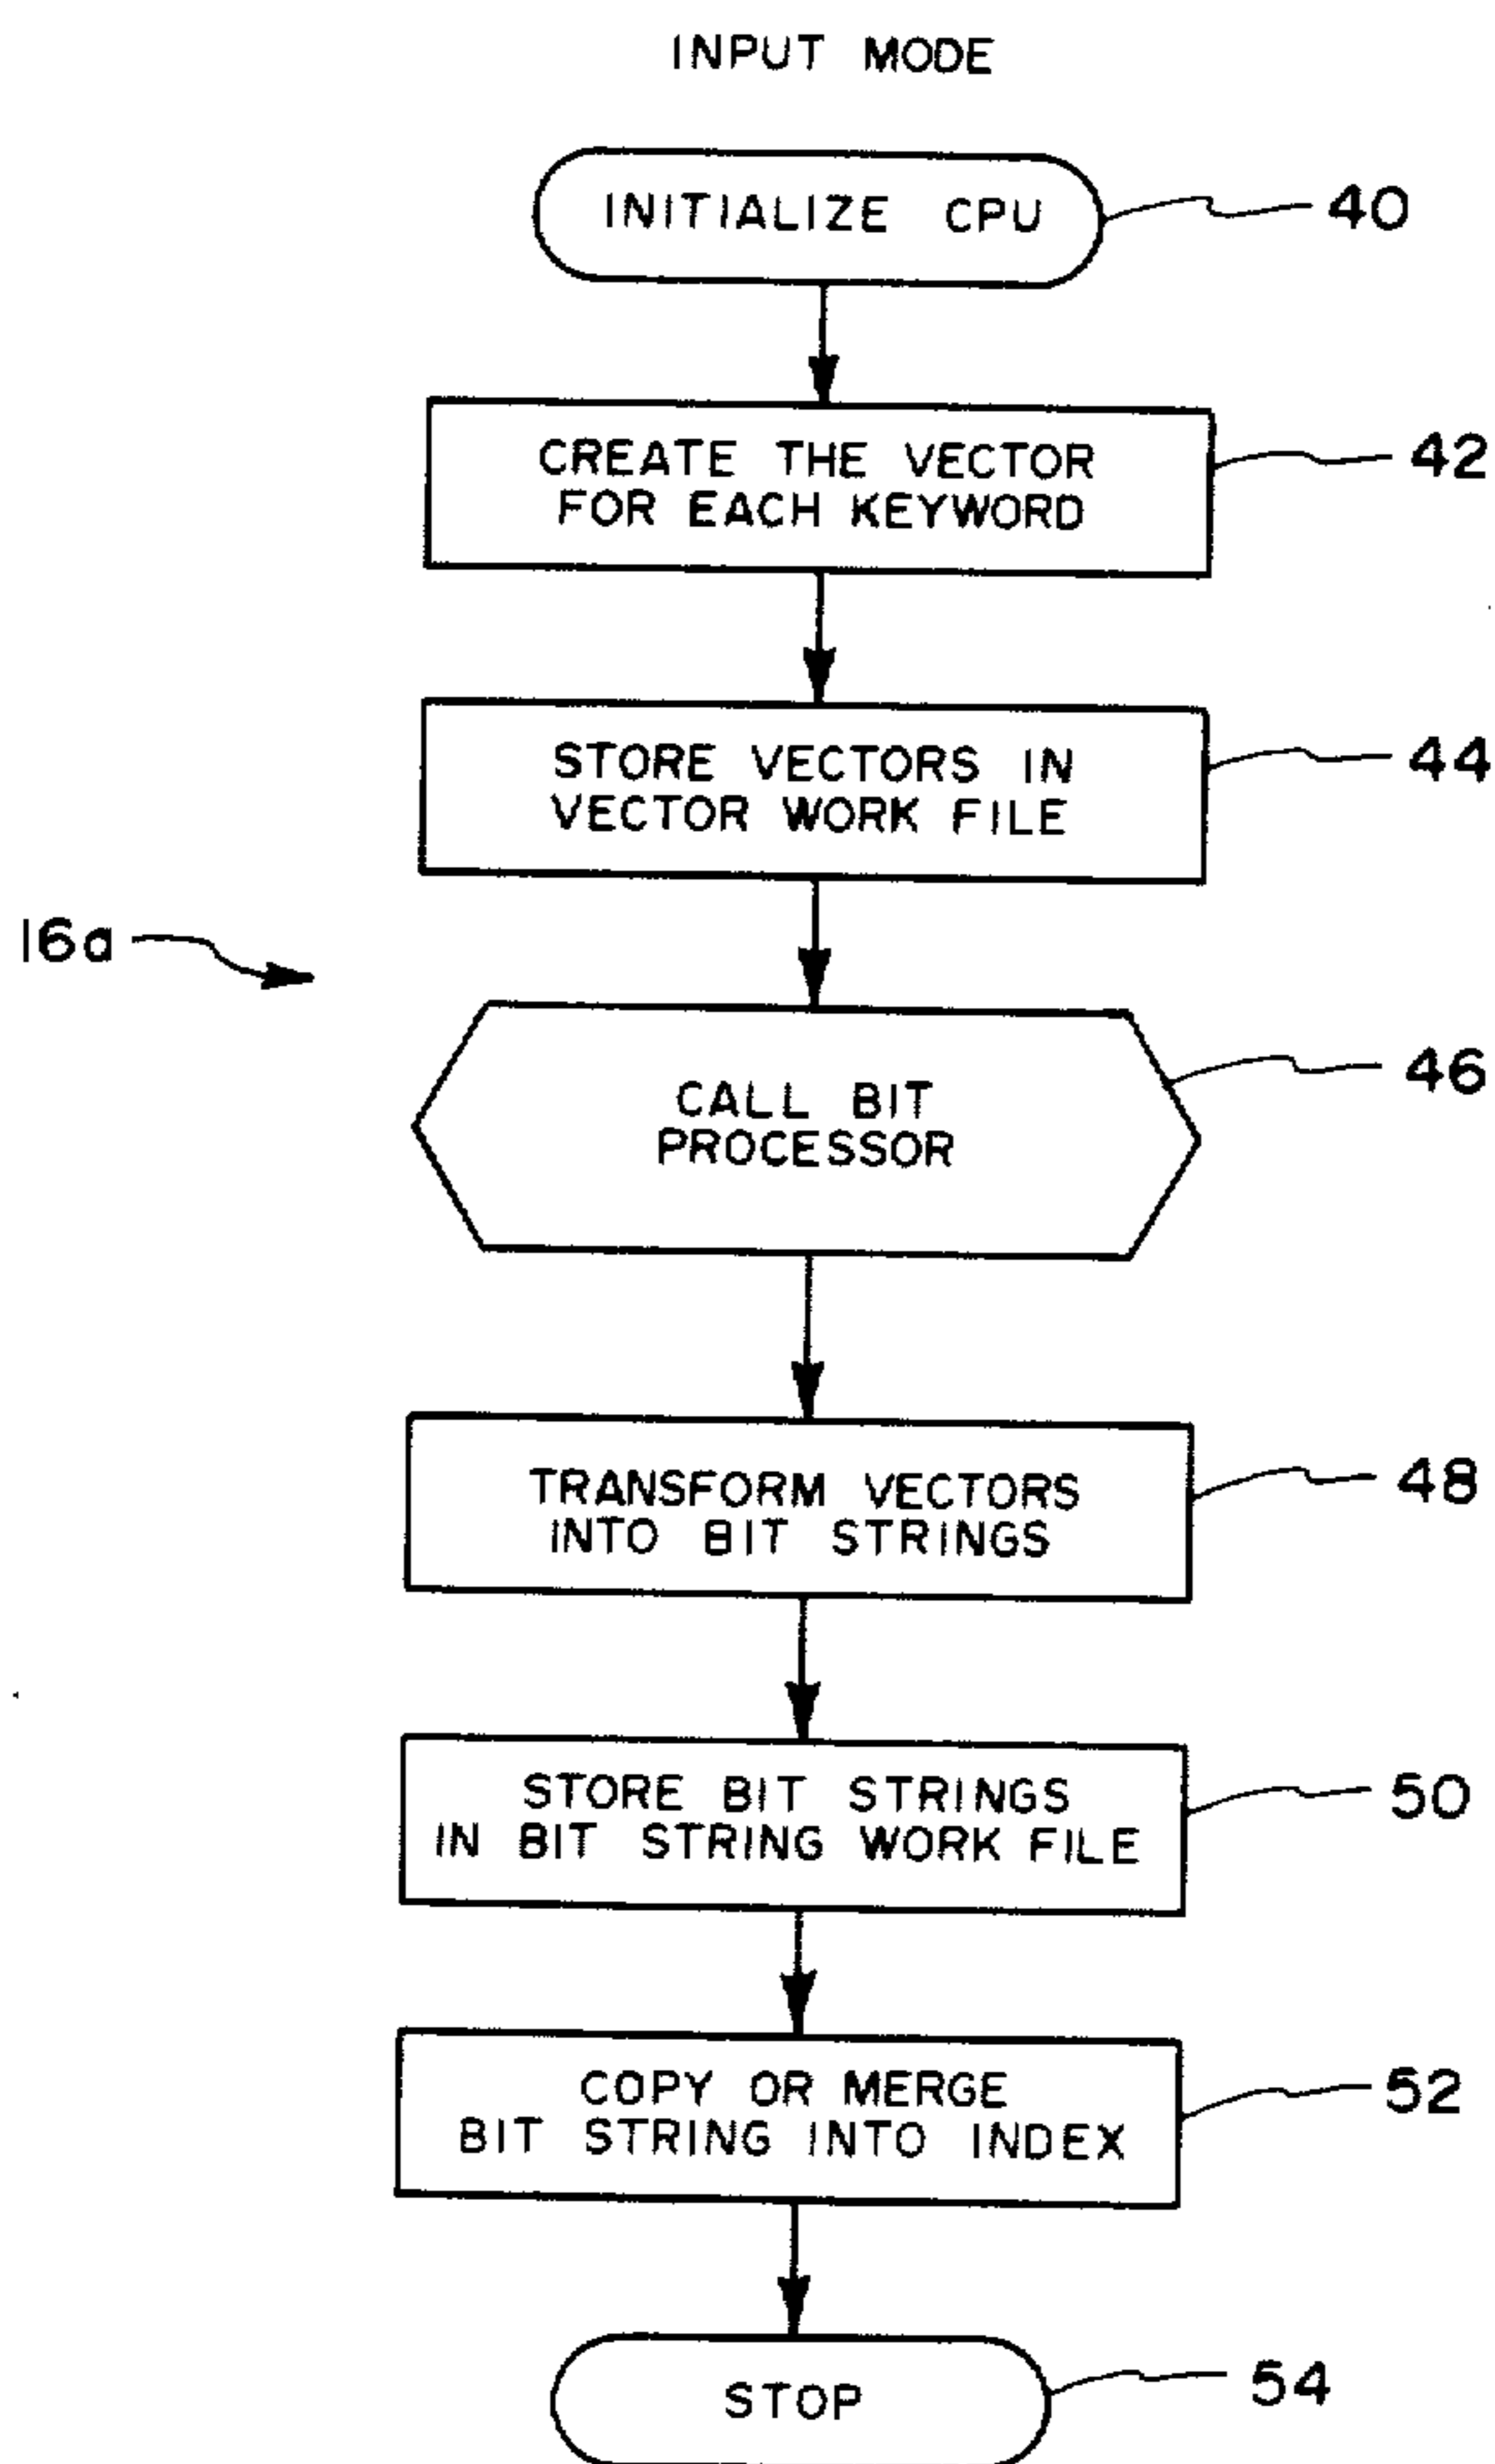 INPUT MODE
INITIALIZE CPU
40
CREATE THE VECTOR
FOR EACH KEYWORD
42
STORE VECTORS IN
VECTOR WORK FILE
44
16a
CALL BIT
PROCESSOR
46
TRANSFORM VECTORS
INTO BIT STRINGS
48
STORE BIT STRINGS
IN BIT STRING WORK FILE
50
COPY OR MERGE
BIT STRING INTO INDEX
52
STOP
54